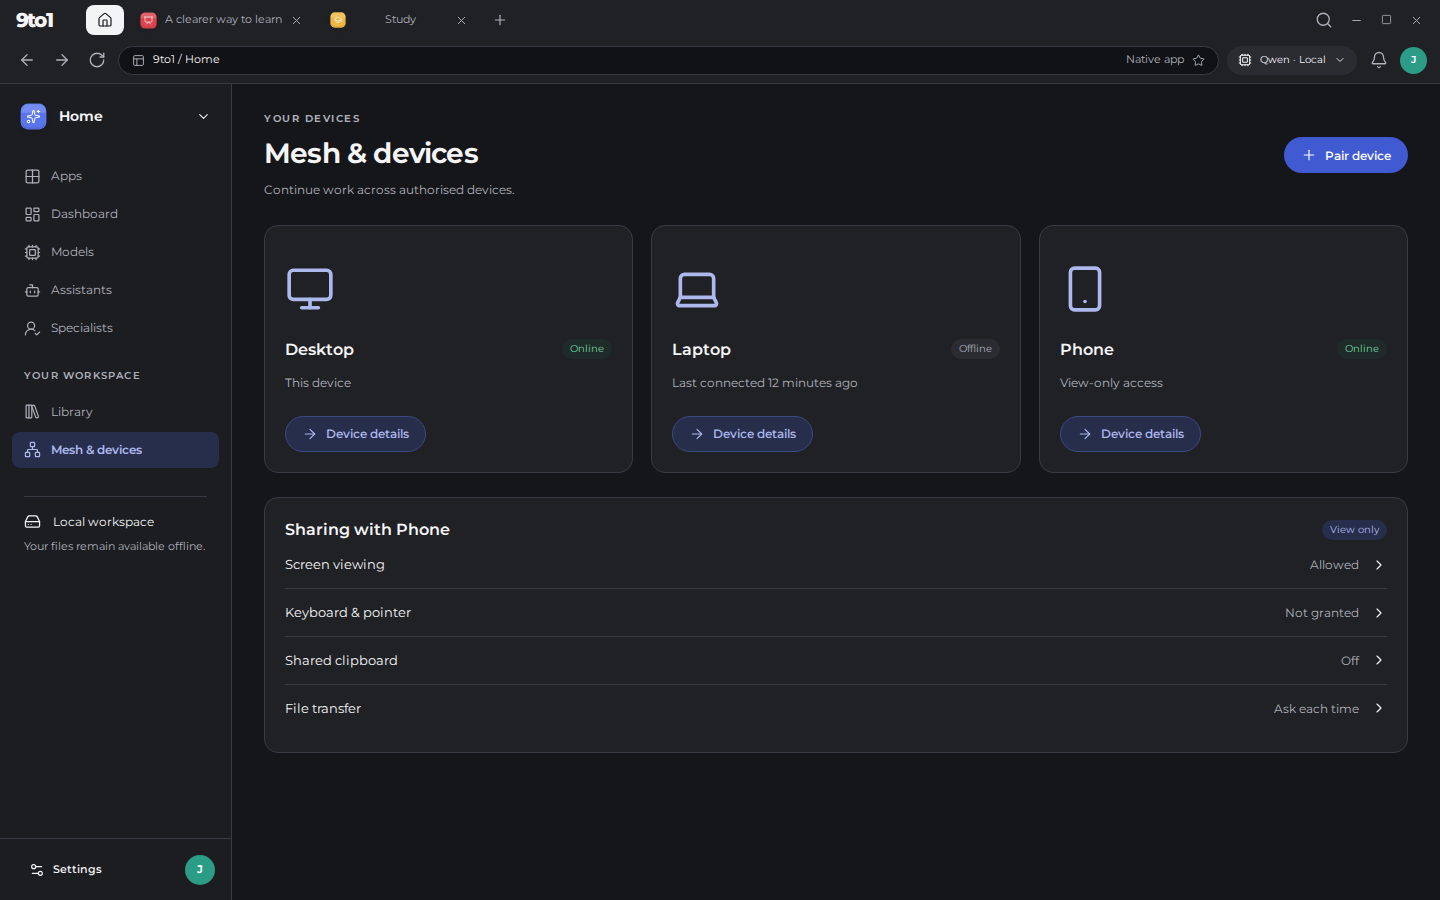 9to1
A clearer way to learn
Study
9to1 / Home
Native app
Qwen · Local
J
Home
Apps
Dashboard
Models
Assistants
Specialists
YOUR WORKSPACE
Library
Mesh & devices
Local workspace
Your files remain available offline.
Settings
J
YOUR DEVICES
Mesh & devices
Continue work across authorised devices.
Pair device
Desktop
Online
This device
Device details
Laptop
Offline
Last connected 12 minutes ago
Device details
Phone
Online
View-only access
Device details
Sharing with Phone
View only
Screen viewing
Allowed
Keyboard & pointer
Not granted
Shared clipboard
Off
File transfer
Ask each time